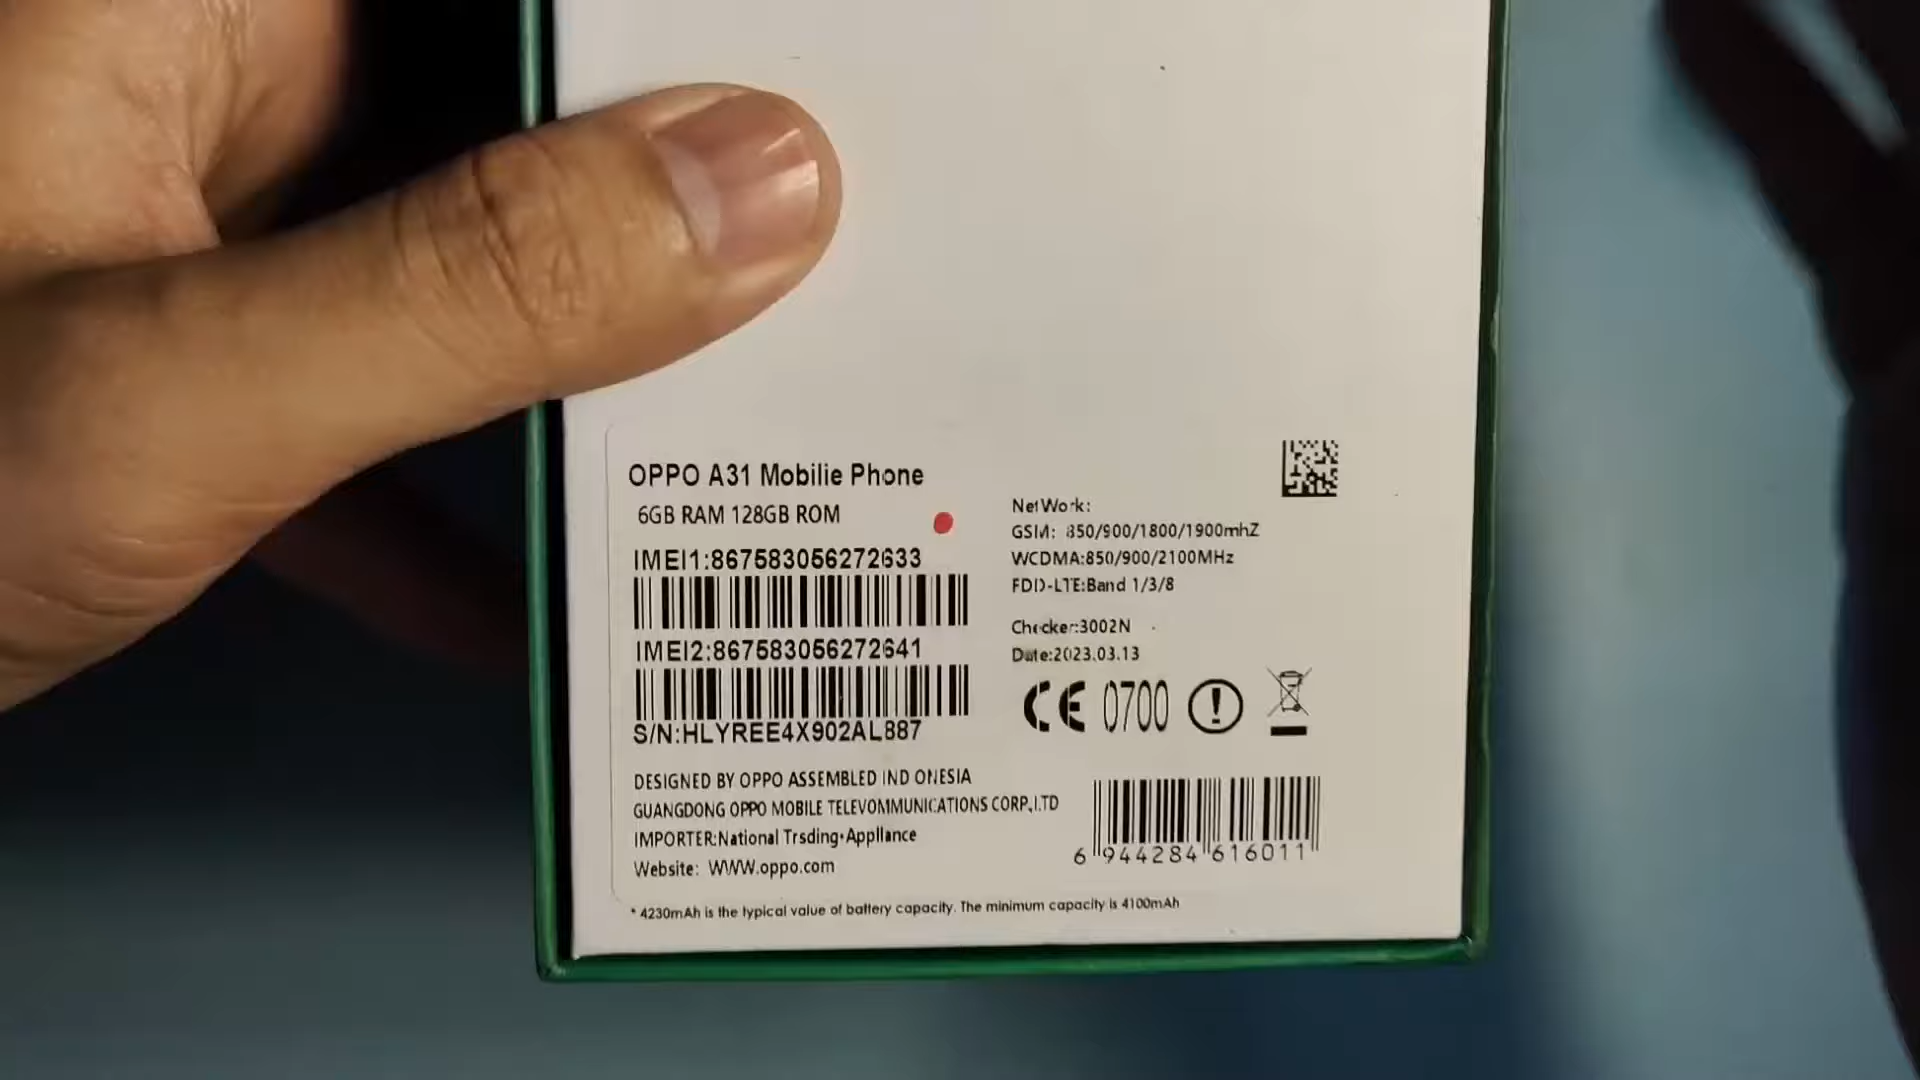 OPPO A31 Mobilie Phone
6GB RAM 128GB ROM
IMEI1:867583056272633
IMEI2:867583056272641
S/N:HLYREE4X902AL887
NetWork:
GSM: 850/900/1800/1900mhZ
WCDMA:850/900/2100MHz
FDD-LTE:Band 1/3/8
Checker:3002N
Date:2023.03.13
CE 0700
DESIGNED BY OPPO ASSEMBLED IND ONESIA
GUANGDONG OPPO MOBILE TELEVOMMUNICATIONS CORP.,LTD
IMPORTER:National Trsding•Appllance
Website: WWW.oppo.com
6 944284 616011
* 4230mAh is the typical value of battery capacity. The minimum capacity is 4100mAh